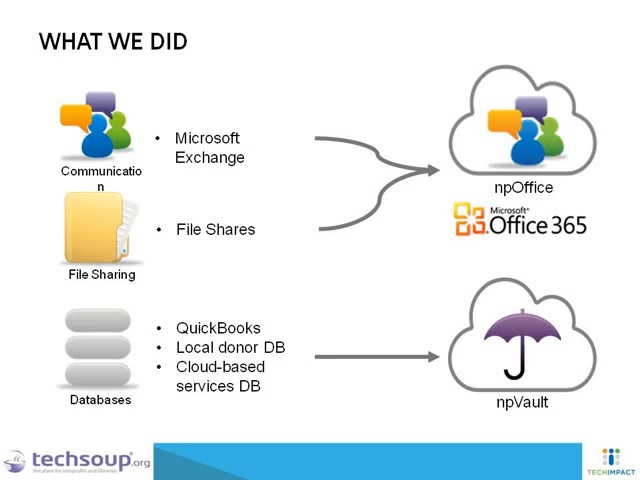 WHAT WE DID
Communicatio
n
• Microsoft
Exchange
npOffice
Microsoft®
Office 365
• File Shares
File Sharing
• QuickBooks
• Local donor DB
• Cloud-based
services DB
Databases
npVault
techsoup.org
the place for nonprofits and libraries
TECHIMPACT